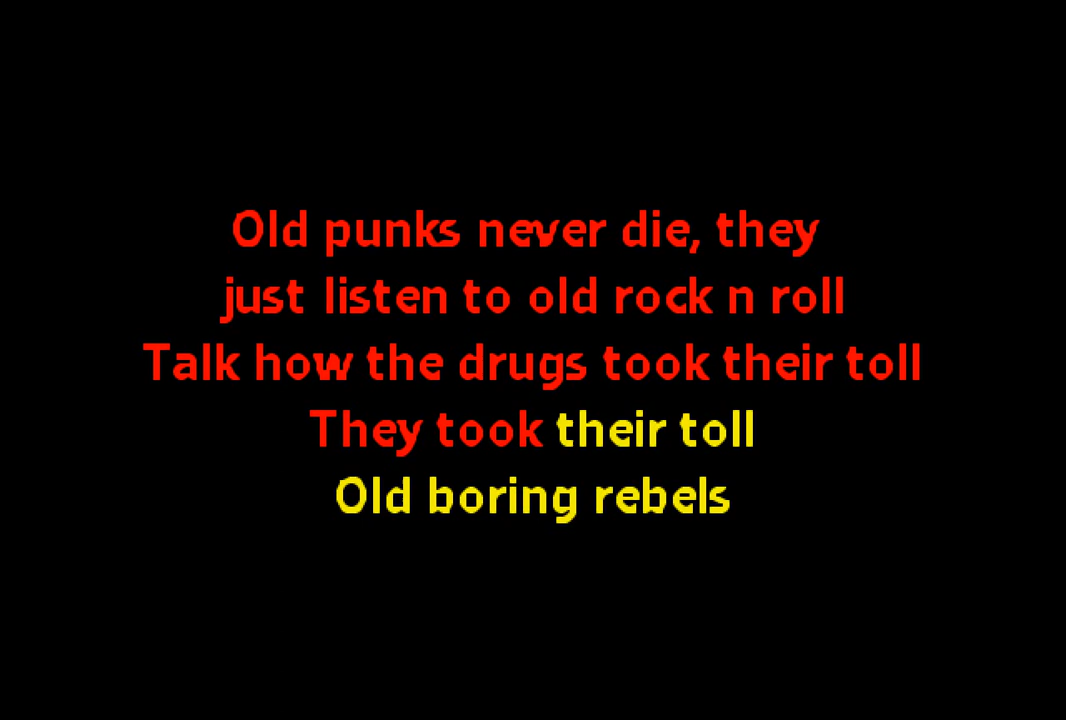 Old punks never die, they
just listen to old rock n roll
Talk how the drugs took their toll
They took their toll
Old boring rebels